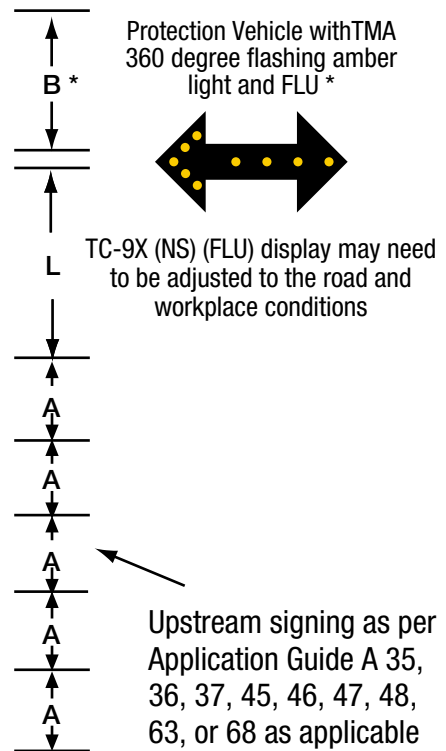 Protection Vehicle withTMA
360 degree flashing amber
light and FLU *
B *
L
TC-9X (NS) (FLU) display may need
to be adjusted to the road and
workplace conditions
A
A
A
A
A
Upstream signing as per
Application Guide A 35,
36, 37, 45, 46, 47, 48,
63, or 68 as applicable